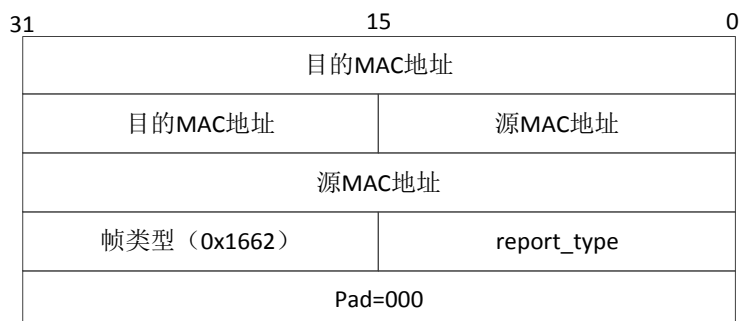 31 15 0
目的MAC地址
目的MAC地址 源MAC地址
源MAC地址
帧类型（0x1662） report_type
Pad=000